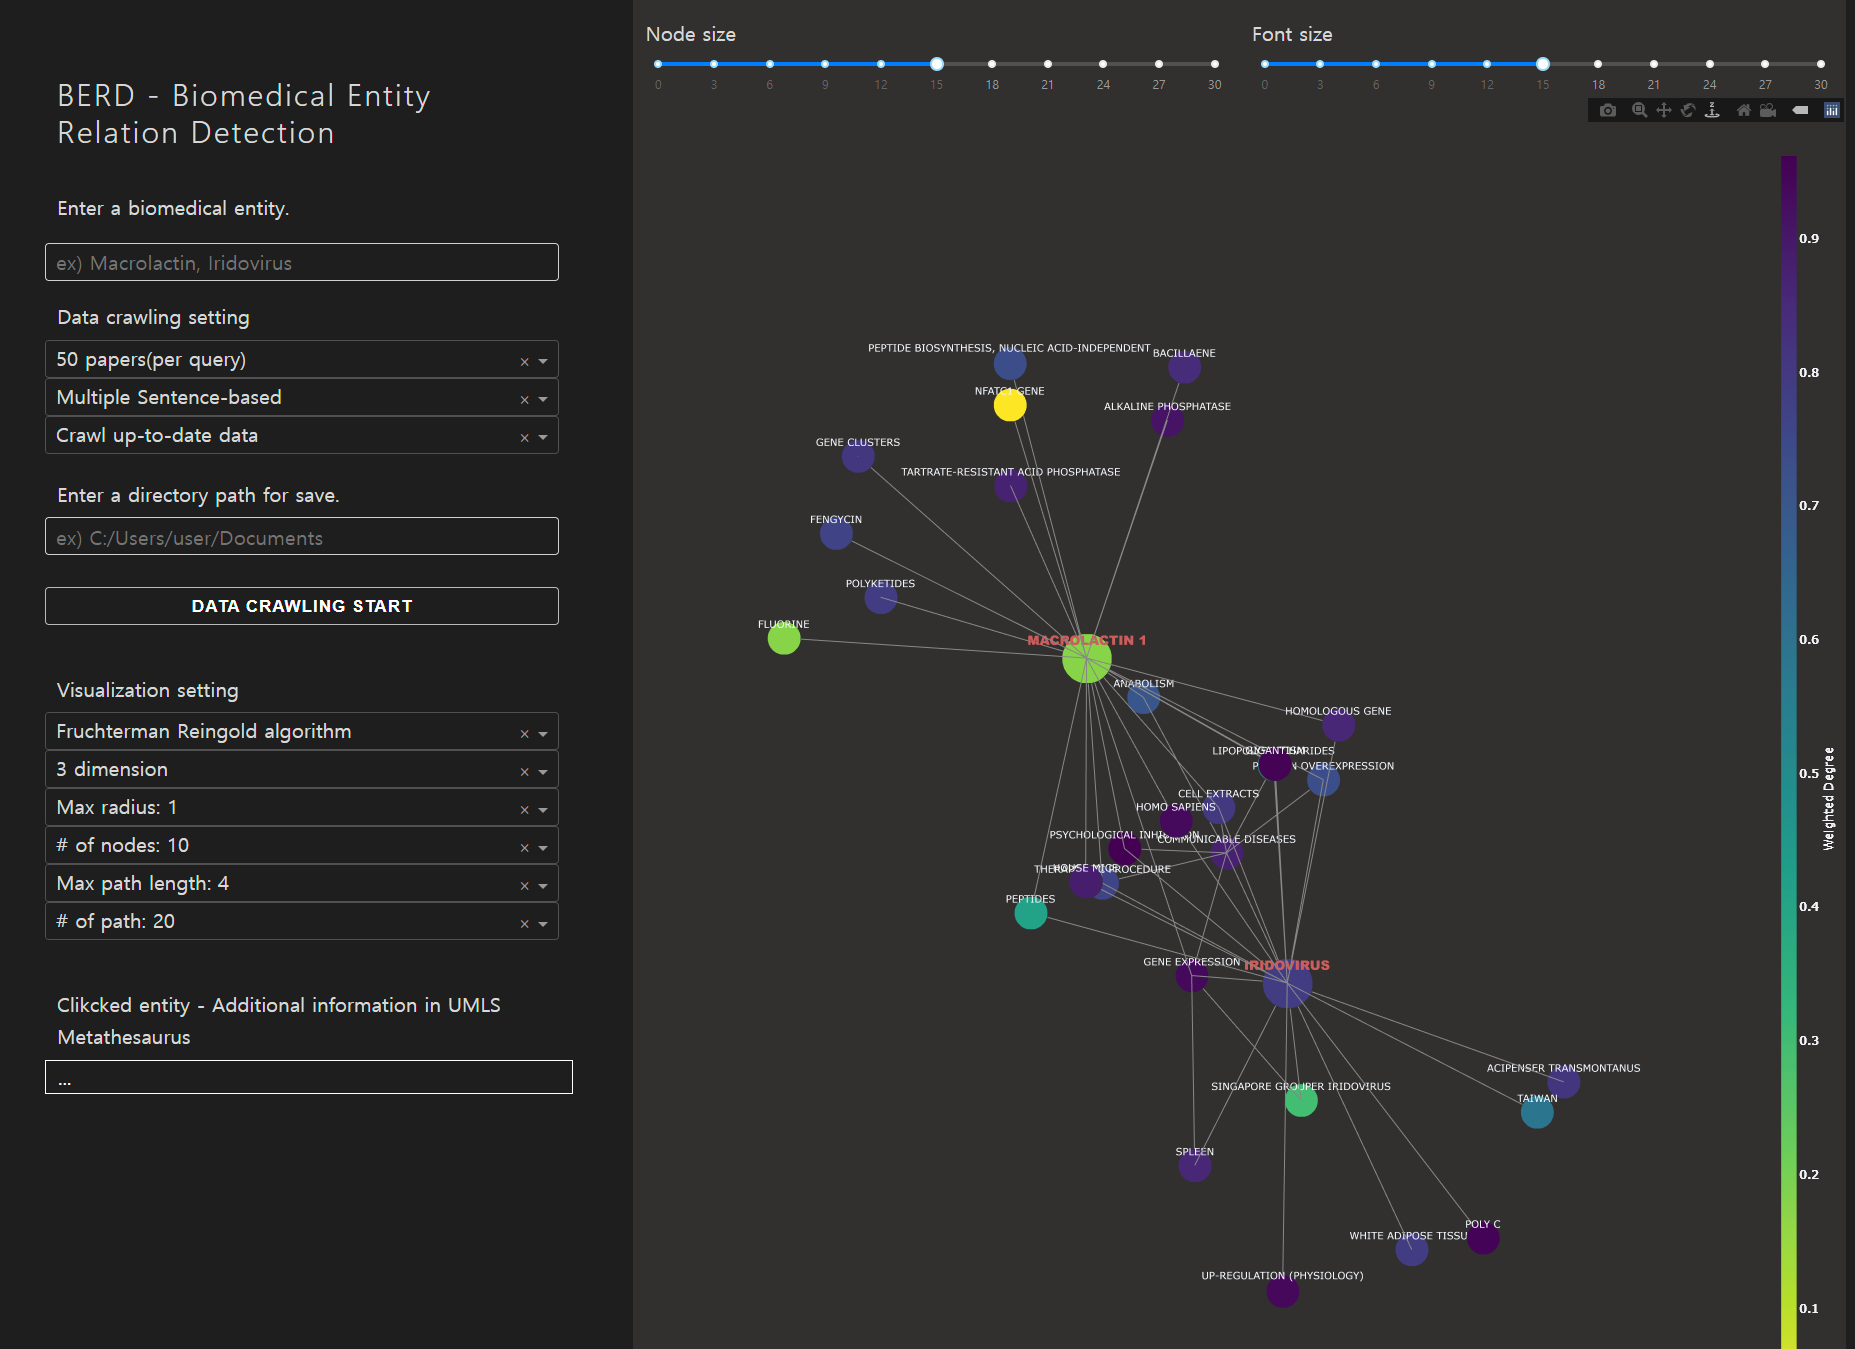 BERD - Biomedical Entity
Relation Detection
Enter a biomedical entity.
ex) Macrolactin, Iridovirus
Data crawling setting
50 papers(per query)
Multiple Sentence-based
Crawl up-to-date data
Enter a directory path for save.
ex) C:/Users/user/Documents
DATA CRAWLING START
Visualization setting
Fruchterman Reingold algorithm
3 dimension
Max radius: 1
# of nodes: 10
Max path length: 4
# of path: 20
Clikcked entity - Additional information in UMLS
Metathesaurus
...
Node size
0 3 6 9 12 15 18 21 24 27 30
Font size
0 3 6 9 12 15 18 21 24 27 30
PEPTIDE BIOSYNTHESIS, NUCLEIC ACID-INDEPENDENT
BACILLAENE
NFATC1 GENE
ALKALINE PHOSPHATASE
GENE CLUSTERS
TARTRATE-RESISTANT ACID PHOSPHATASE
FENGYCIN
POLYKETIDES
FLUORINE
MACROLACTIN 1
ANABOLISM
HOMOLOGOUS GENE
GIGANTISM
OVEREXPRESSION
CELL EXTRACTS
HOMO SAPIENS
PSYCHOLOGICAL
COMMUNICABLE DISEASES
HOUSE MICE
PROCEDURE
PEPTIDES
GENE EXPRESSION
IRIDOVIRUS
ACIPENSER TRANSMONTANUS
SINGAPORE GROUPER IRIDOVIRUS
TAIWAN
SPLEEN
POLY C
WHITE ADIPOSE
UP-REGULATION (PHYSIOLOGY)
0.9
0.8
0.7
0.6
0.5
0.4
0.3
0.2
0.1
Weighted Degree